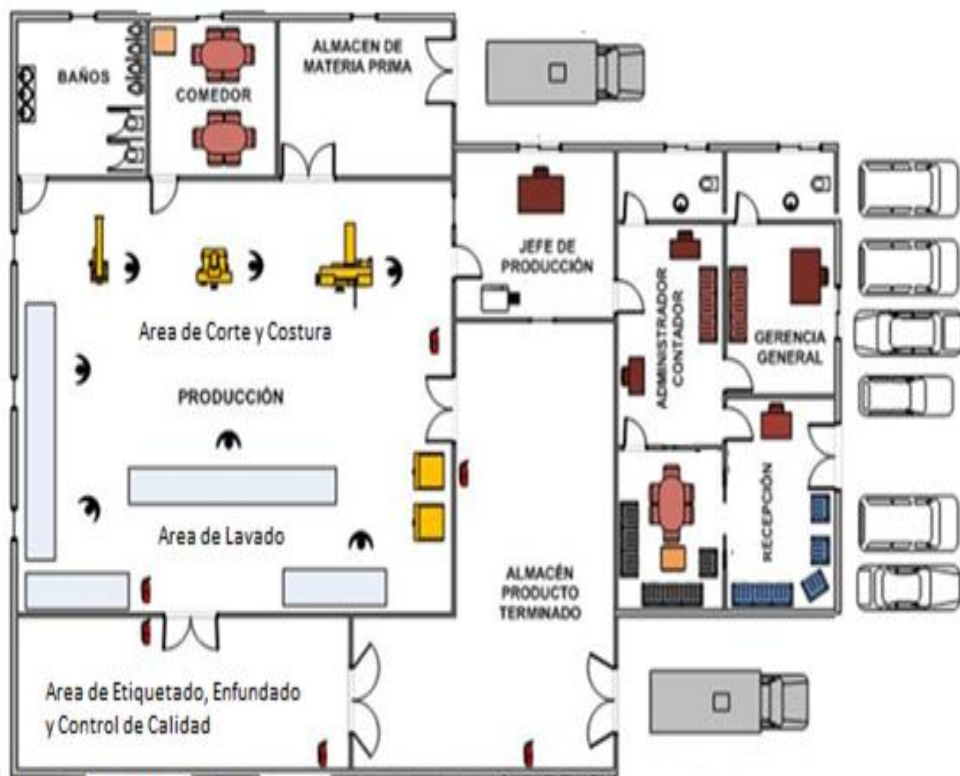 ALMACEN DE
MATERIA PRIMA
BAÑOS
COMEDOR
JEFE DE
PRODUCCIÓN
Area de Corte y Costura
PRODUCCIÓN
ADMINISTRADOR
CONTADOR
GERENCIA
GENERAL
RECEPCIÓN
Area de Lavado
ALMACÉN
PRODUCTO
TERMINADO
Area de Etiquetado, Enfundado
y Control de Calidad